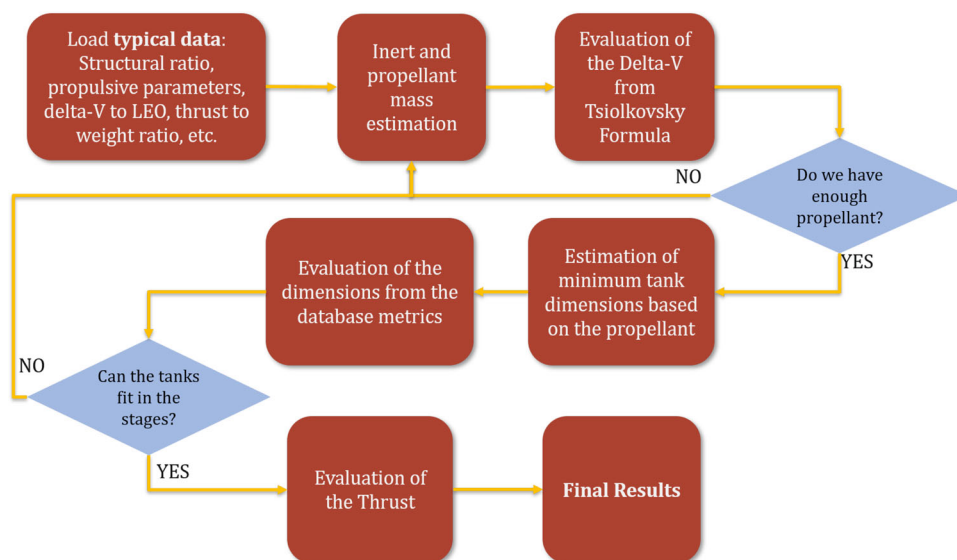 Load typical data:
Structural ratio,
propulsive parameters,
delta-V to LEO, thrust to
weight ratio, etc.
Inert and
propellant
mass
estimation
Evaluation of
the Delta-V
from
Tsiolkovsky
Formula
Do we have
enough
propellant?
NO
YES
Estimation of
minimum tank
dimensions based
on the propellant
Evaluation of the
dimensions from the
database metrics
Can the tanks
fit in the
stages?
NO
YES
Evaluation of
the Thrust
Final Results